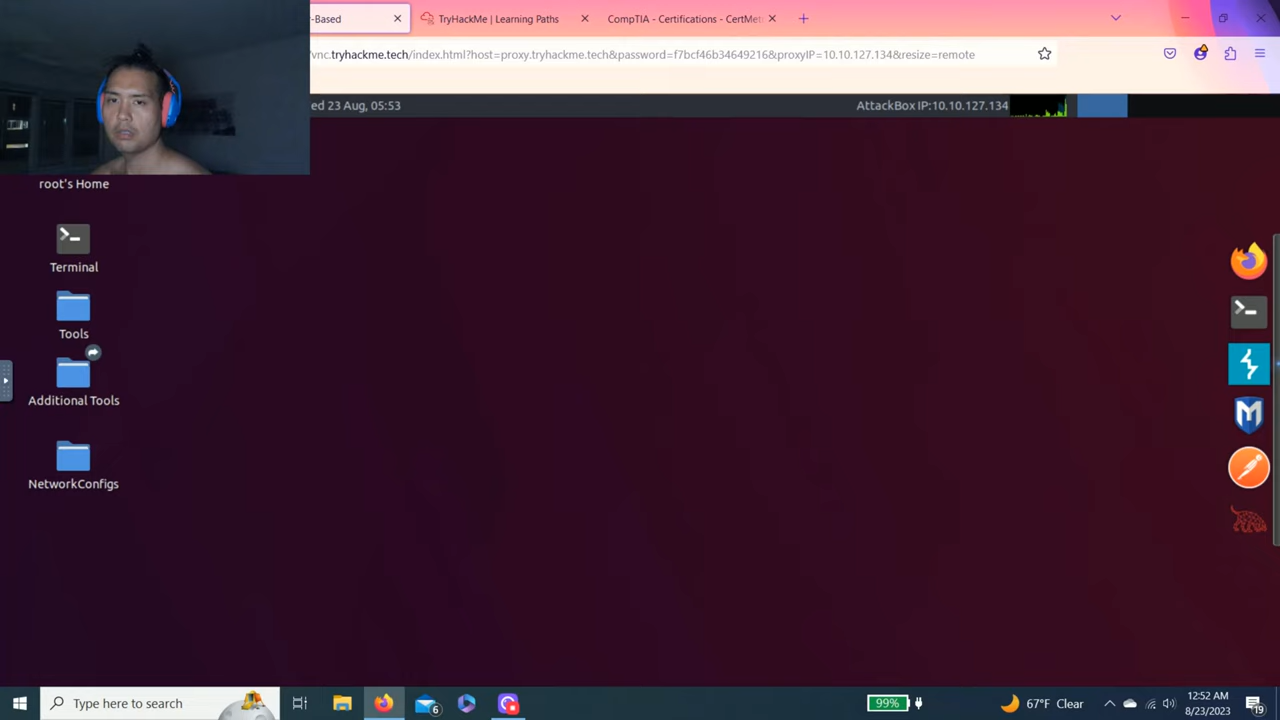 r-Based
TryHackMe | Learning Paths
CompTIA - Certifications - CertMet
vnc.tryhackme.tech/index.html?host=proxy.tryhackme.tech&password=f7bcf46b34649216&proxyIP=10.10.127.134&resize=remote
ed 23 Aug, 05:53
AttackBox IP:10.10.127.134
root's Home
Terminal
Tools
Additional Tools
NetworkConfigs
Type here to search
6
99%
67°F Clear
12:52 AM
8/23/2023
19